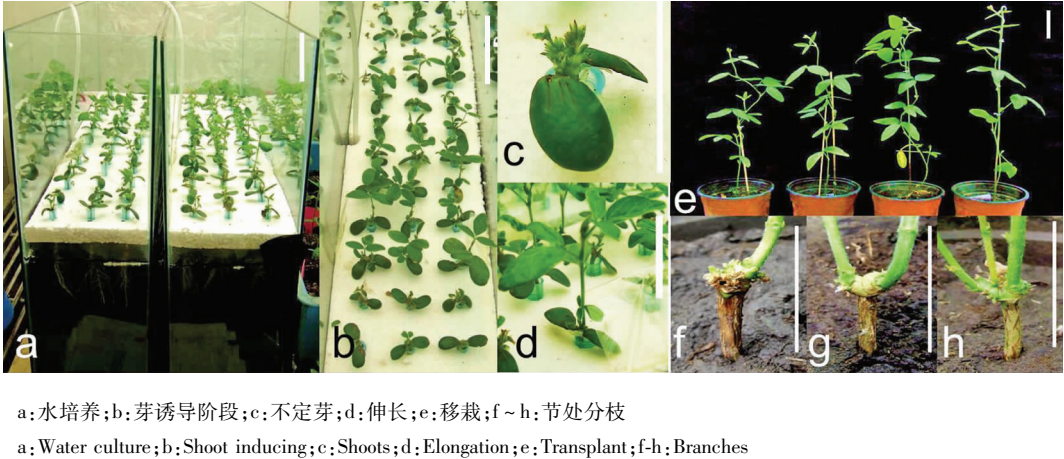 a
b
c
d
e
f
g
h
a:水培养;b:芽诱导阶段;c:不定芽;d:伸长;e:移栽;f~h:节处分枝
a:Water culture;b:Shoot inducing;c:Shoots;d:Elongation;e:Transplant;f-h:Branches